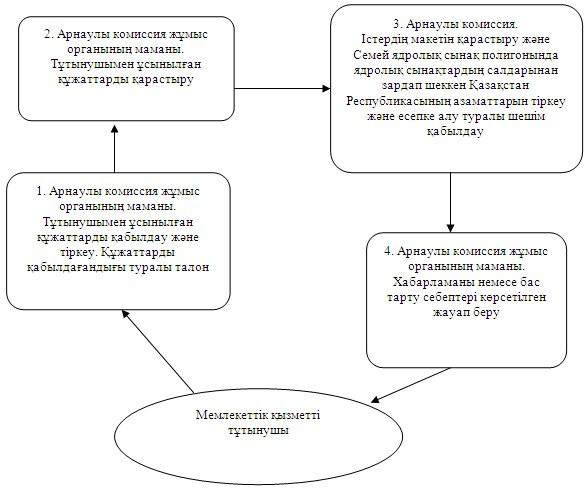 2. Арнаулы комиссия жұмыс
органының маманы.
Тұтынушымен ұсынылған
құжаттарды қарастыру
3. Арнаулы комиссия.
Істердің макетін қарастыру және
Семей ядролық сынақ полигонында
ядролық сынақтардың салдарынан
зардап шеккен Қазақстан
Республикасының азаматтарын тіркеу
және есепке алу туралы шешім
қабылдау
1. Арнаулы комиссия жұмыс
органының маманы.
Тұтынушымен ұсынылған
құжаттарды қабылдау және
тіркеу. Құжаттарды
қабылдағандығы туралы талон
4. Арнаулы комиссия жұмыс
органының маманы.
Хабарламаны немесе бас
тарту себептері көрсетілген
жауап беру
Мемлекеттік қызметті
тұтынушы